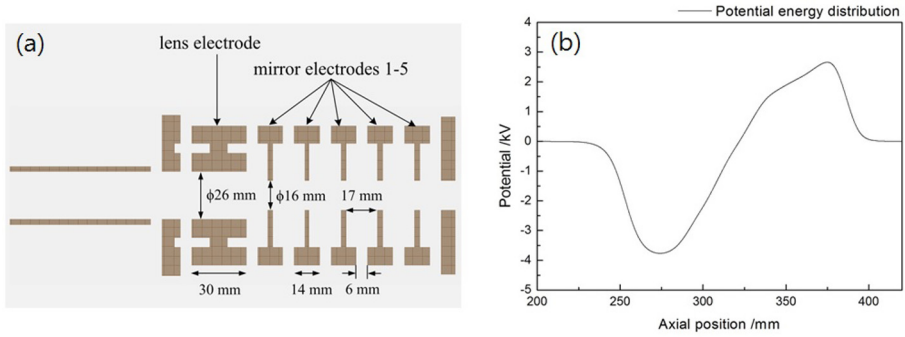 (a)
lens electrode
mirror electrodes 1-5
ϕ26 mm
ϕ16 mm
17 mm
30 mm
14 mm
6 mm
Potential energy distribution
(b)
4
3
2
1
0
-1
-2
-3
-4
-5
Potential /kV
200
250
300
350
400
Axial position /mm